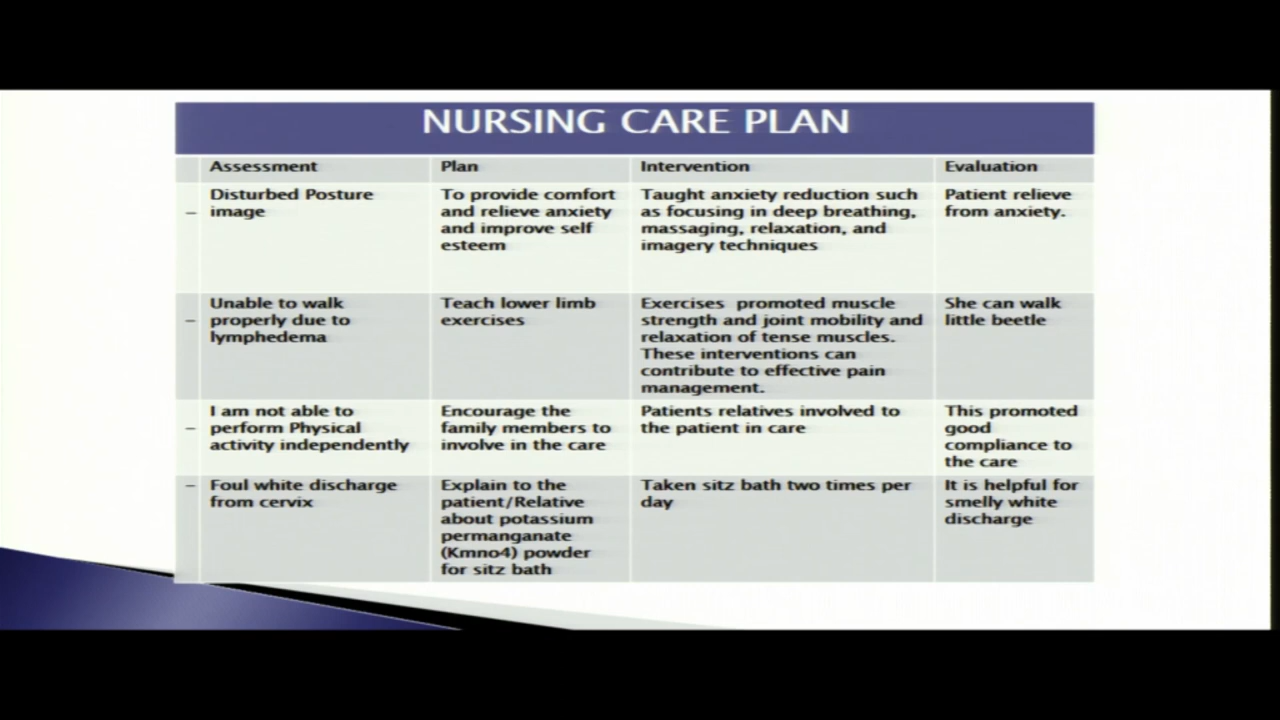 NURSING CARE PLAN
Assessment
Plan
Intervention
Evaluation
– Disturbed Posture
image
To provide comfort
and relieve anxiety
and improve self
esteem
Taught anxiety reduction such
as focusing in deep breathing,
massaging, relaxation, and
imagery techniques
Patient relieve
from anxiety.
– Unable to walk
properly due to
lymphedema
Teach lower limb
exercises
Exercises promoted muscle
strength and joint mobility and
relaxation of tense muscles.
These interventions can
contribute to effective pain
management.
She can walk
little beetle
– I am not able to
perform Physical
activity independently
Encourage the
family members to
involve in the care
Patients relatives involved to
the patient in care
This promoted
good
compliance to
the care
– Foul white discharge
from cervix
Explain to the
patient/Relative
about potassium
permanganate
(Kmno4) powder
for sitz bath
Taken sitz bath two times per
day
It is helpful for
smelly white
discharge